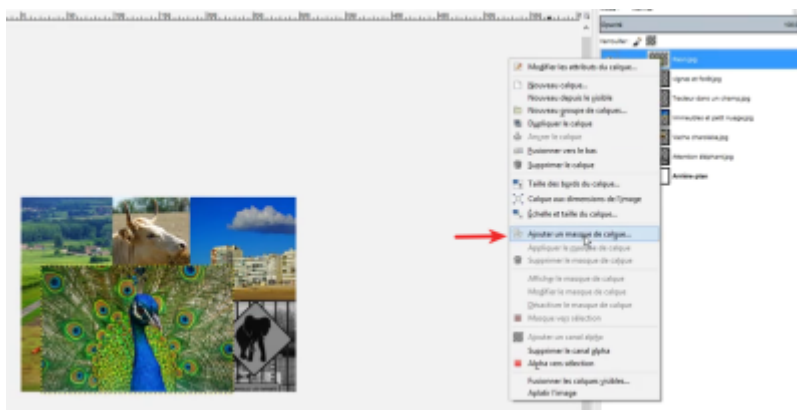 Opacité
Verrouiller
Modifier les attributs du calque...
Nouveau calque...
Nouveau depuis le visible
Nouveau groupe de calques...
Dupliquer le calque
Ancrer le calque
Fusionner vers le bas
Supprimer le calque
Taille des bords du calque...
Calque aux dimensions de l'image
Échelle et taille du calque...
Ajouter un masque de calque...
Appliquer le masque de calque
Supprimer le masque de calque
Afficher le masque de calque
Modifier le masque de calque
Désactiver le masque de calque
Masque vers sélection
Ajouter un canal alpha
Supprimer le canal alpha
Alpha vers sélection
Fusionner les calques visibles...
Aplatir l'image
Paon.jpg
vignes et forêt.jpg
Tracteur dans un champ.jpg
Immeubles et petit nuage.jpg
Vache charolaise.jpg
Attention éléphant.jpg
Arrière-plan